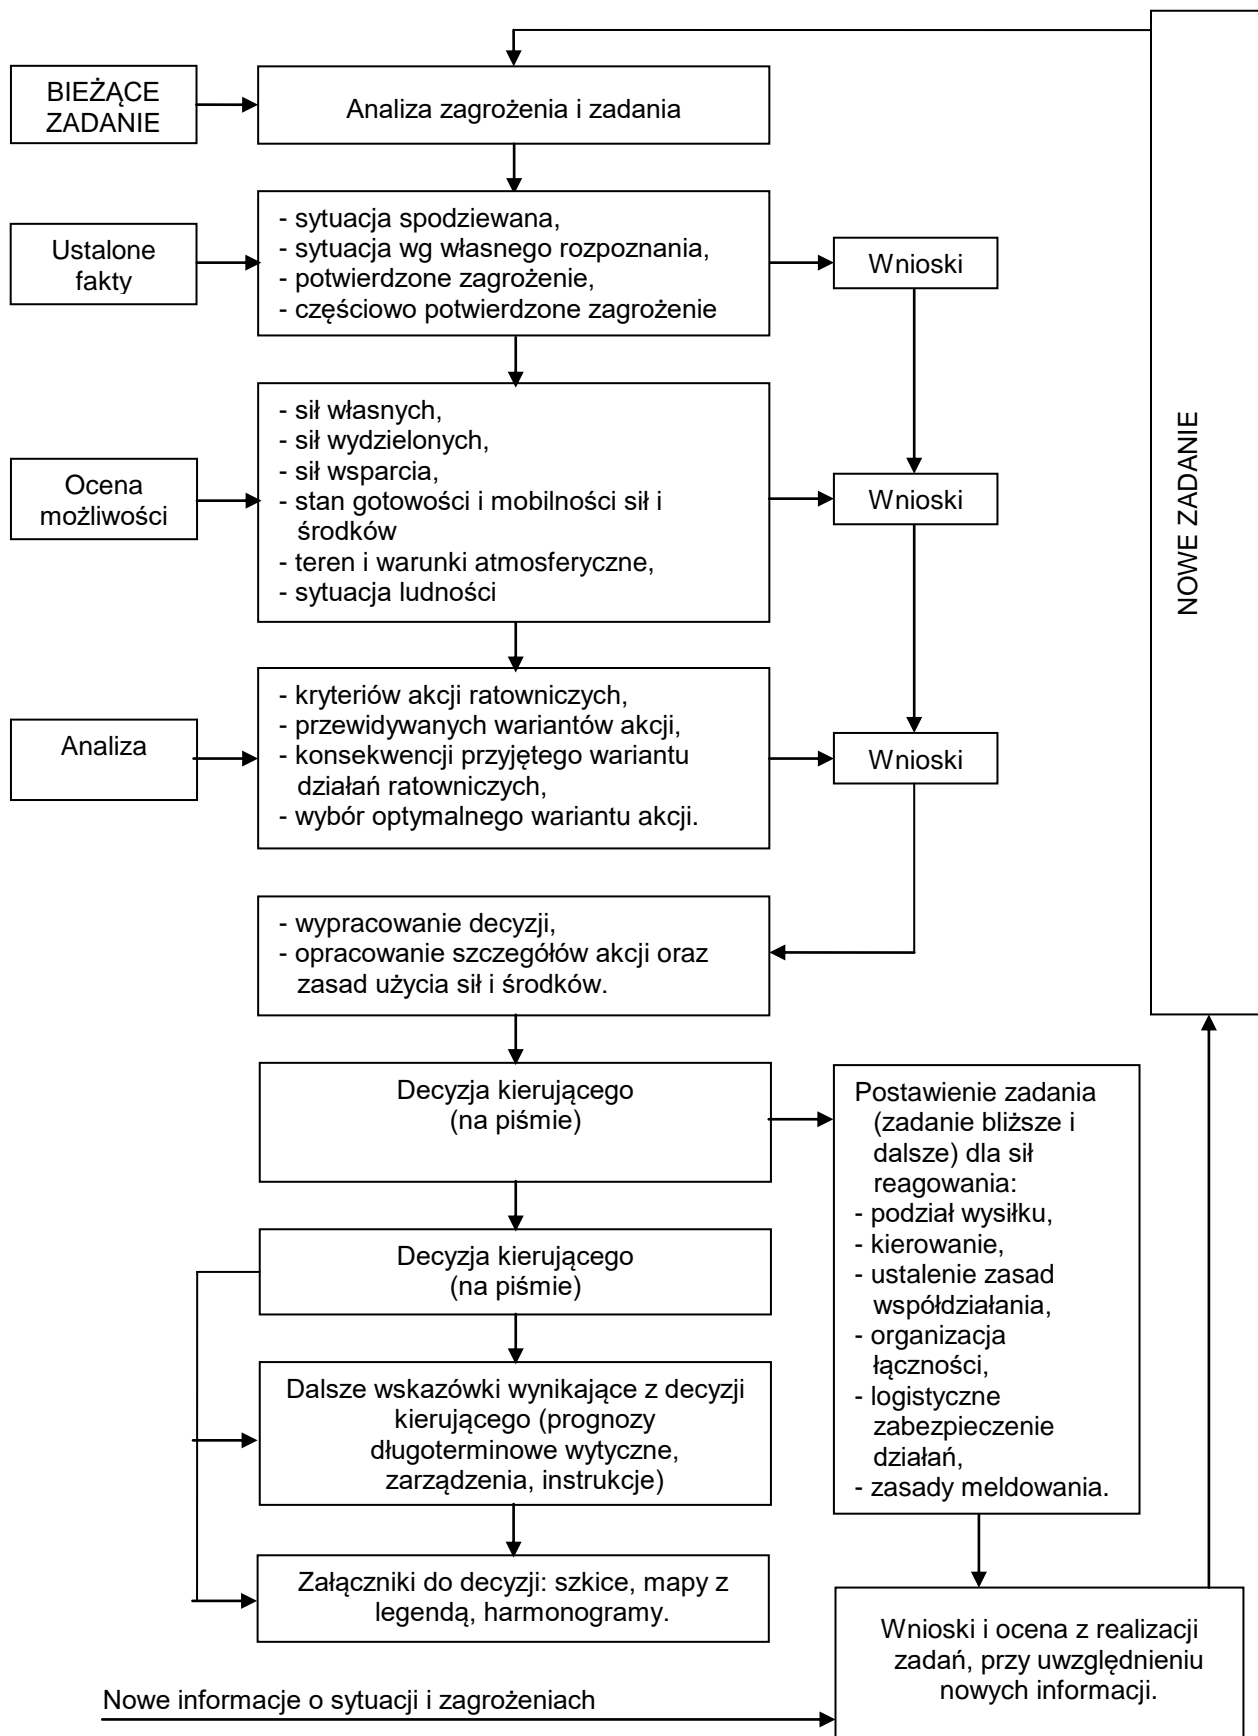 BIEŻĄCE
ZADANIE
Analiza zagrożenia i zadania
Ustalone
fakty
- sytuacja spodziewana,
- sytuacja wg własnego rozpoznania,
- potwierdzone zagrożenie,
- częściowo potwierdzone zagrożenie
Wnioski
Ocena
możliwości
- sił własnych,
- sił wydzielonych,
- sił wsparcia,
- stan gotowości i mobilności sił i
środków
- teren i warunki atmosferyczne,
- sytuacja ludności
Wnioski
Analiza
- kryteriów akcji ratowniczych,
- przewidywanych wariantów akcji,
- konsekwencji przyjętego wariantu
działań ratowniczych,
- wybór optymalnego wariantu akcji.
Wnioski
NOWE ZADANIE
- wypracowanie decyzji,
- opracowanie szczegółów akcji oraz
zasad użycia sił i środków.
Decyzja kierującego
(na piśmie)
Postawienie zadania
(zadanie bliższe i
dalsze) dla sił
reagowania:
- podział wysiłku,
- kierowanie,
- ustalenie zasad
współdziałania,
- organizacja
łączności,
- logistyczne
zabezpieczenie
działań,
- zasady meldowania.
Decyzja kierującego
(na piśmie)
Dalsze wskazówki wynikające z decyzji
kierującego (prognozy
długoterminowe wytyczne,
zarządzenia, instrukcje)
Załączniki do decyzji: szkice, mapy z
legendą, harmonogramy.
Wnioski i ocena z realizacji
zadań, przy uwzględnieniu
nowych informacji.
Nowe informacje o sytuacji i zagrożeniach